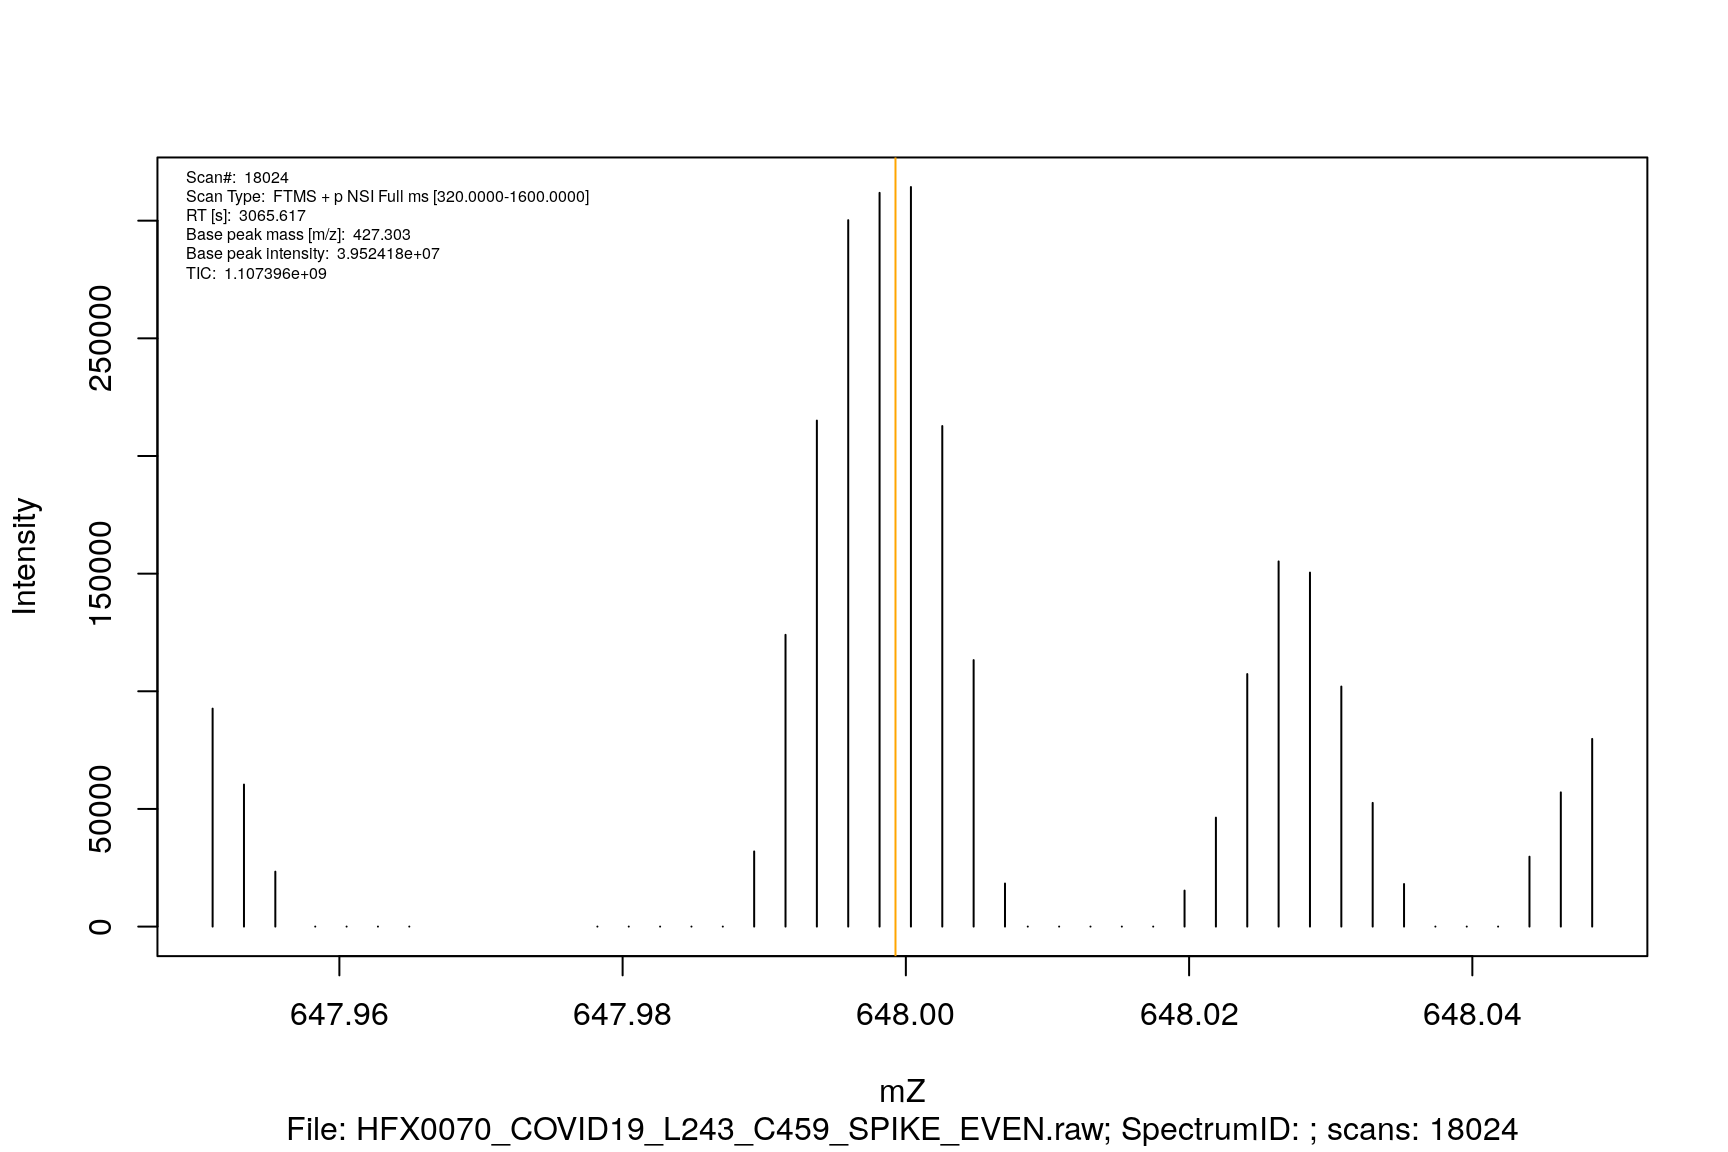 Scan#: 18024
Scan Type: FTMS + p NSI Full ms [320.0000-1600.0000]
RT [s]: 3065.617
Base peak mass [m/z]: 427.303
Base peak intensity: 3.952418e+07
TIC: 1.107396e+09
250000
150000
50000
0
Intensity
647.96 647.98 648.00 648.02 648.04
mZ
File: HFX0070_COVID19_L243_C459_SPIKE_EVEN.raw; SpectrumID: ; scans: 18024